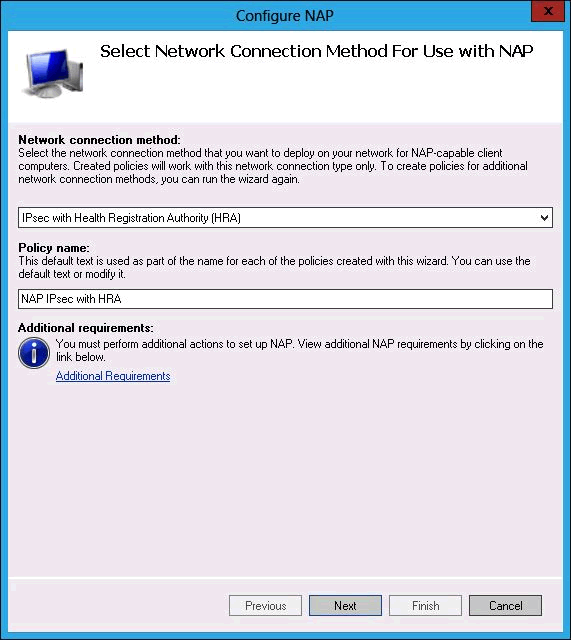 Configure NAP
x
Select Network Connection Method For Use with NAP
Network connection method:
Select the network connection method that you want to deploy on your network for NAP-capable client
computers. Created policies will work with this network connection type only. To create policies for additional
network connection methods, you can run the wizard again.
IPsec with Health Registration Authority (HRA)
Policy name:
This default text is used as part of the name for each of the policies created with this wizard. You can use the
default text or modify it.
NAP IPsec with HRA
Additional requirements:
You must perform additional actions to set up NAP. View additional NAP requirements by clicking on the
link below.
Additional Requirements
Previous Next Finish Cancel